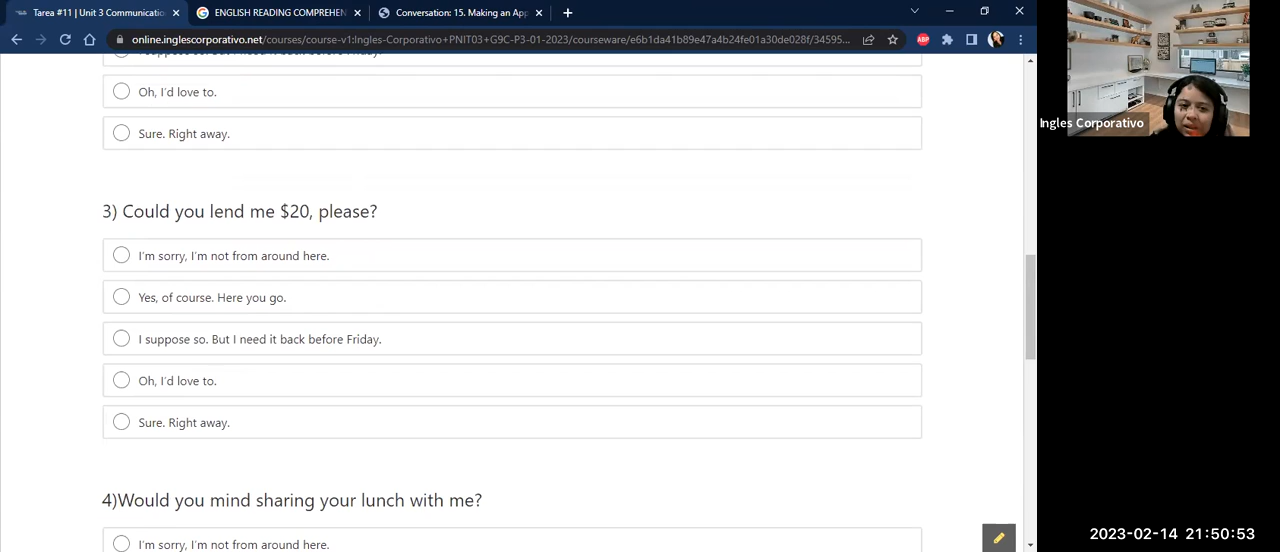 Tarea #11 | Unit 3 Communicatio
ENGLISH READING COMPREHEN
Conversation: 15. Making an App
online.inglescorporativo.net/courses/course-v1:Ingles-Corporativo+PNIT03+G9C-P3-01-2023/courseware/e6b1da41b89e47a4b24fe01a30de028f/34595...
ABP
Oh, I'd love to.
Sure. Right away.
3) Could you lend me $20, please?
I'm sorry, I'm not from around here.
Yes, of course. Here you go.
I suppose so. But I need it back before Friday.
Oh, I'd love to.
Sure. Right away.
4)Would you mind sharing your lunch with me?
I'm sorry, I'm not from around here.
Ingles Corporativo
2023-02-14 21:50:53